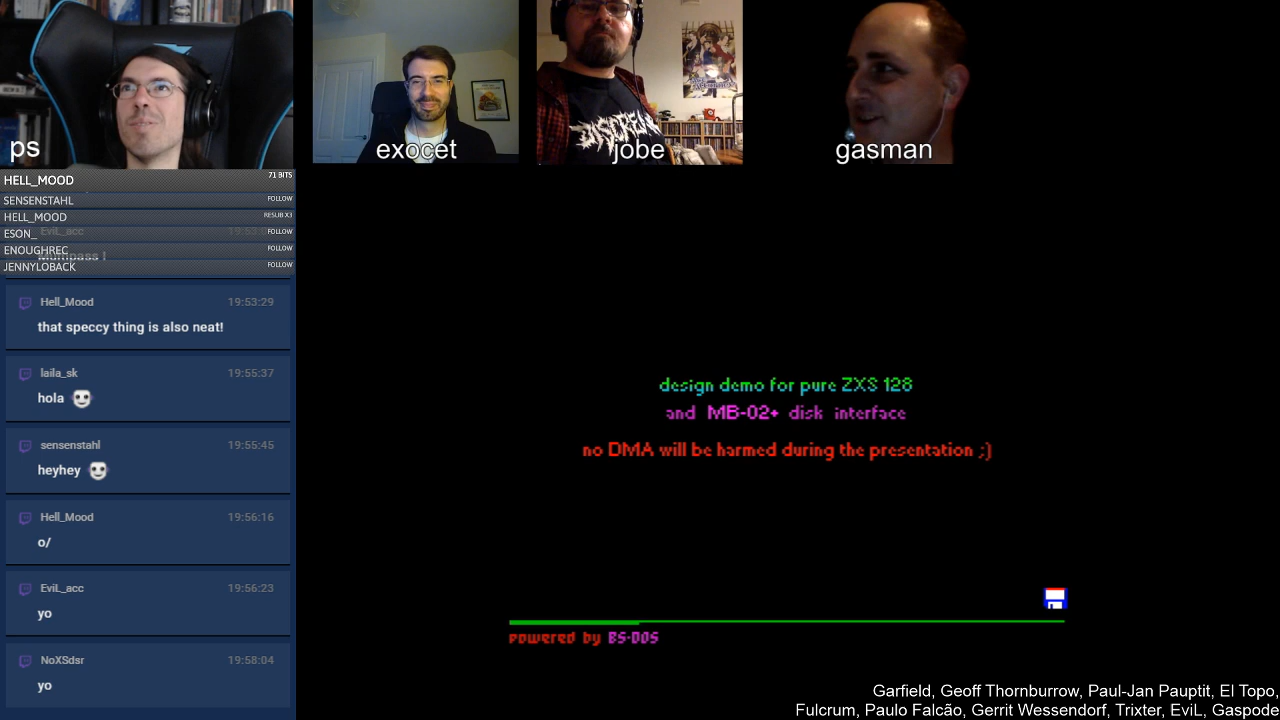 ps
exocet
jobe
gasman
HELL_MOOD 71 BITS
SENSENSTAHL FOLLOW
HELL_MOOD RESUB X3
ESON_ FOLLOW
EviL_acc
ENOUGHREC FOLLOW
JENNYLOBACK FOLLOW
Hell_Mood 19:53:29
that speccy thing is also neat!
laila_sk 19:55:37
hola
sensenstahl 19:55:45
heyhey
Hell_Mood 19:56:16
o/
EviL_acc 19:56:23
yo
NoXSdsr 19:58:04
yo
design demo for pure ZXS 128
and MB-02+ disk interface
no DMA will be harmed during the presentation ;)
powered by BS-DOS
Garfield, Geoff Thornburrow, Paul-Jan Pauptit, El Topo,
Fulcrum, Paulo Falcão, Gerrit Wessendorf, Trixter, EviL, Gaspode